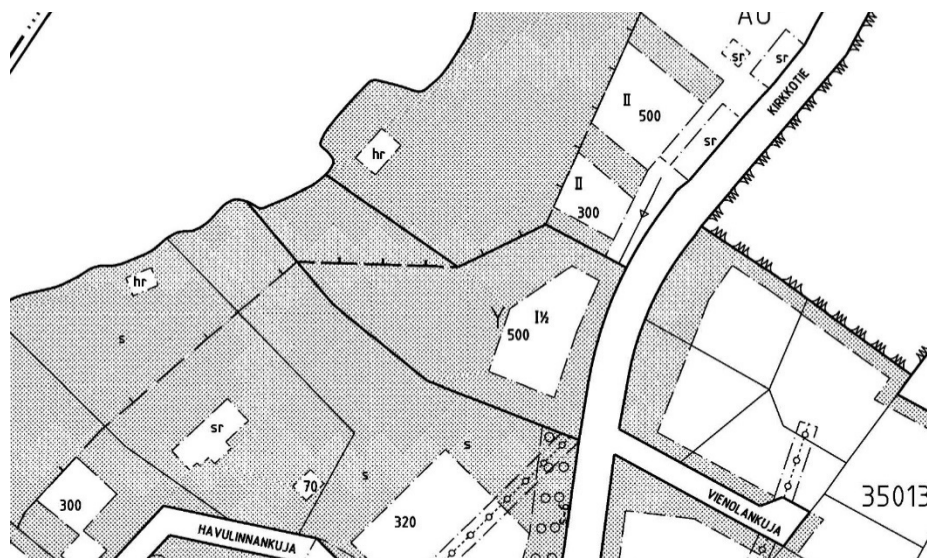 AO
sr
sr
KIRKKOTIE
II
500
sr
hr
II
300
hr
Y
I½
500
s
sr
s
s
70
300
320
HAVULINNANKUJA
VIENOLANKUJA
35013